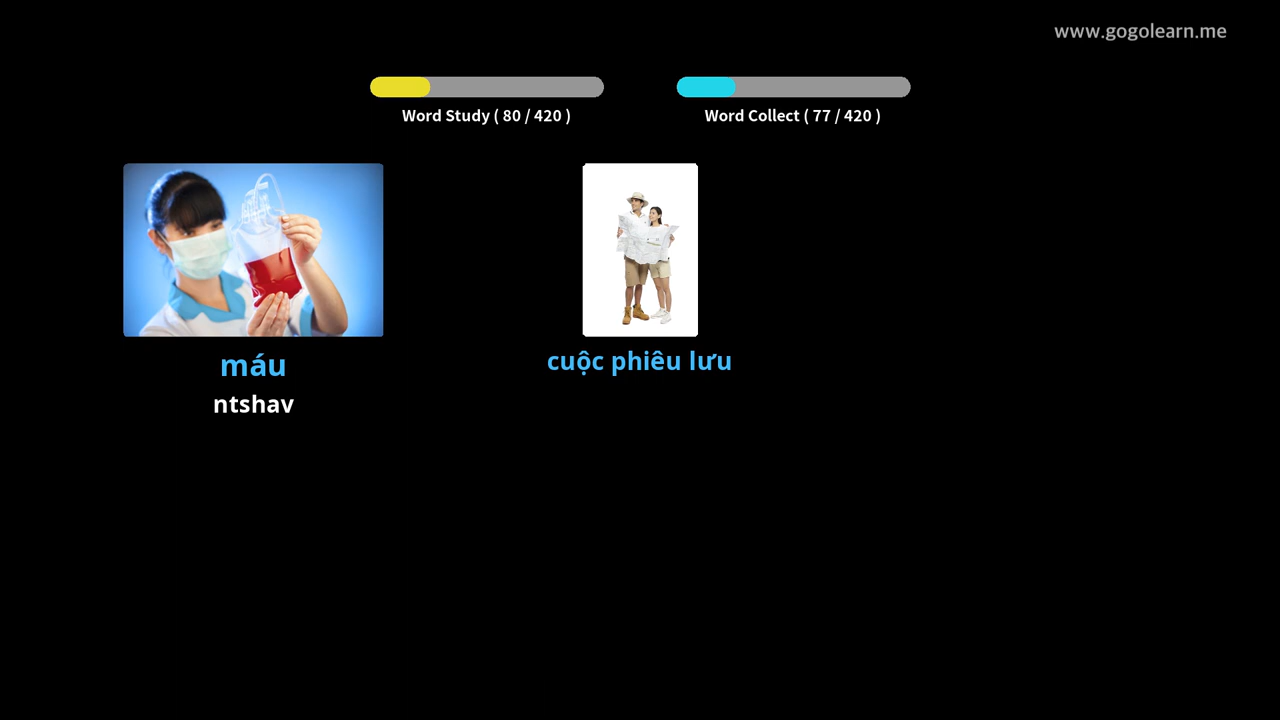 www.gogolearn.me
Word Study ( 80 / 420 )
Word Collect ( 77 / 420 )
máu
ntshav
cuộc phiêu lưu